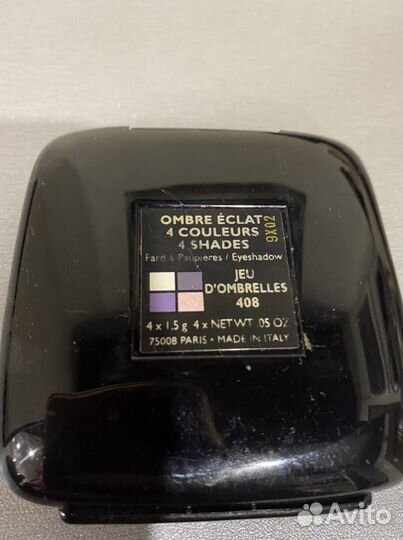 OMBRE ÉCLAT
4 COULEURS
4 SHADES
9X02
Fard à Paupières / Eyeshadow
JEU
D'OMBRELLES
408
4 x 1.5 g 4 x NET WT. .05 OZ
75008 PARIS • MADE IN ITALY
Avito